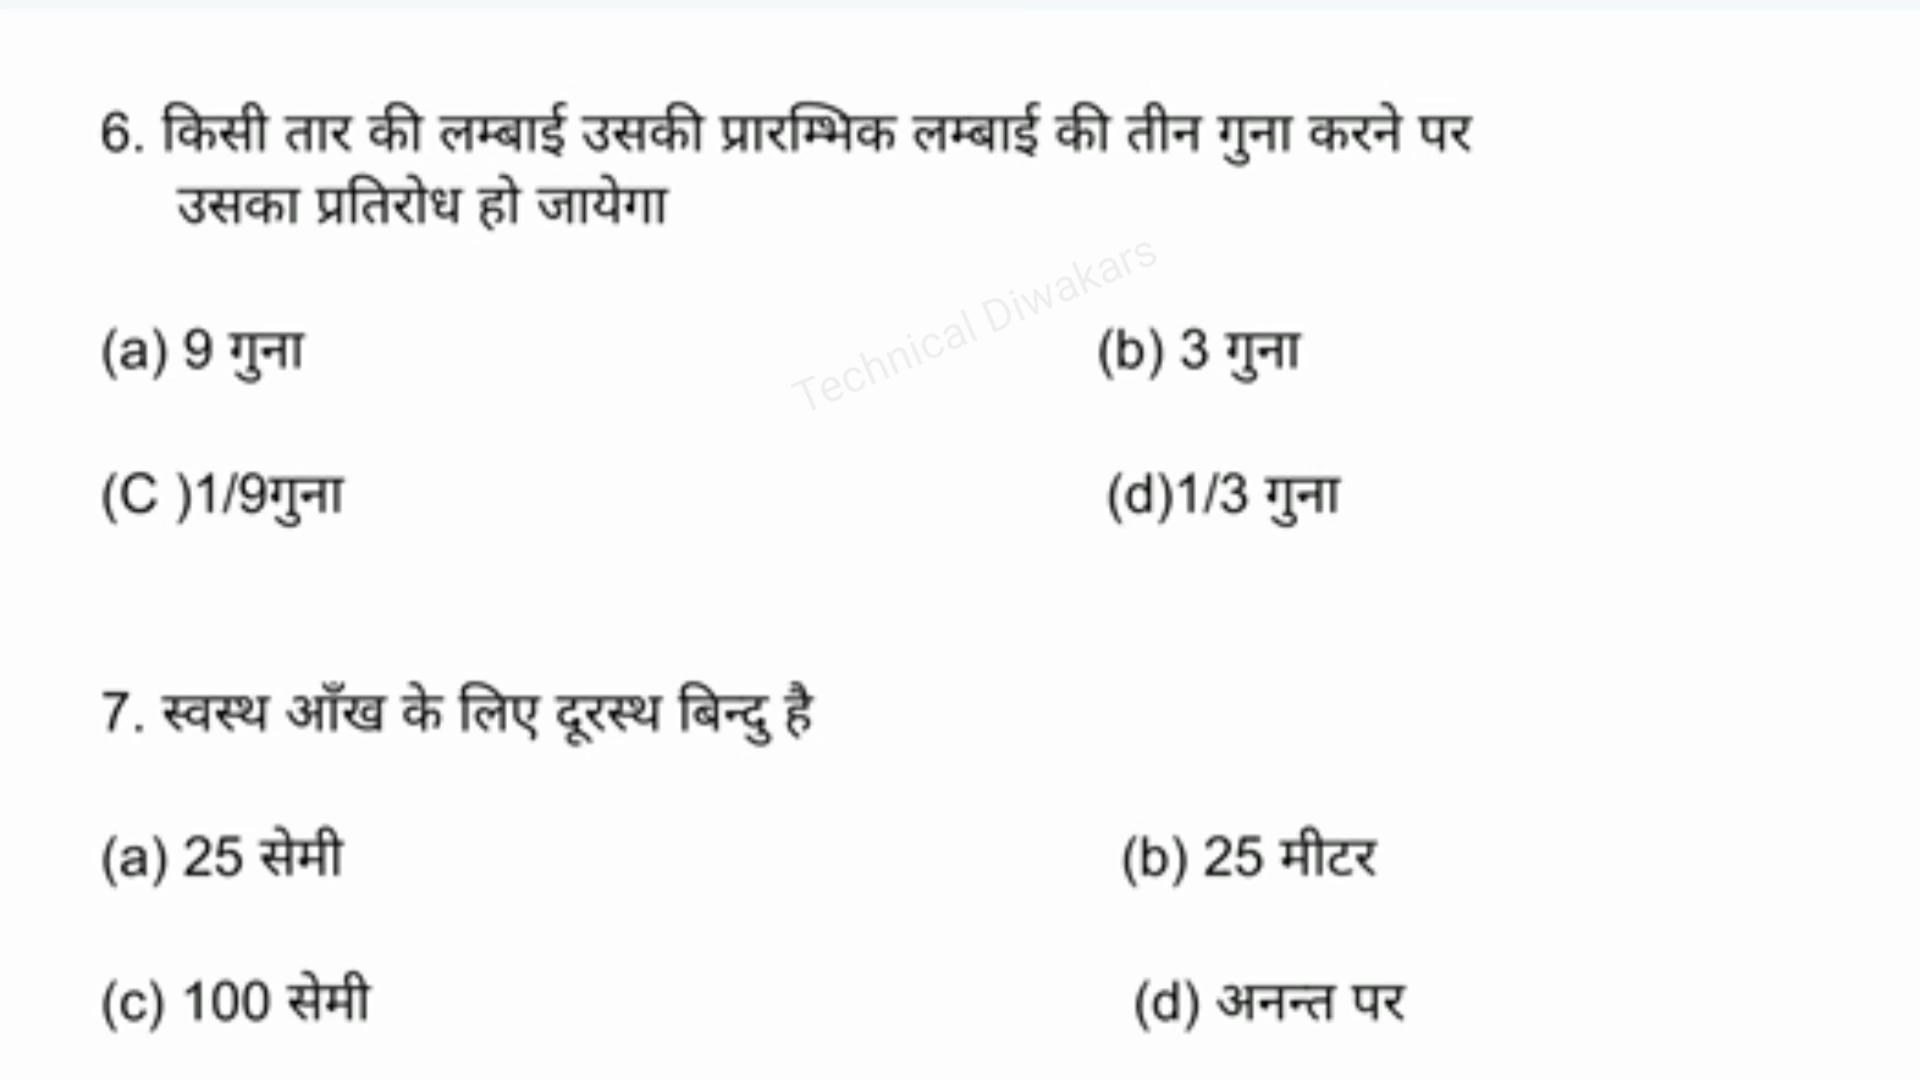 6. किसी तार की लम्बाई उसकी प्रारम्भिक लम्बाई की तीन गुना करने पर
उसका प्रतिरोध हो जायेगा
Technical Diwakars
(a) 9 गुना (b) 3 गुना
(C )1/9गुना (d)1/3 गुना
7. स्वस्थ आँख के लिए दूरस्थ बिन्दु है
(a) 25 सेमी (b) 25 मीटर
(c) 100 सेमी (d) अनन्त पर